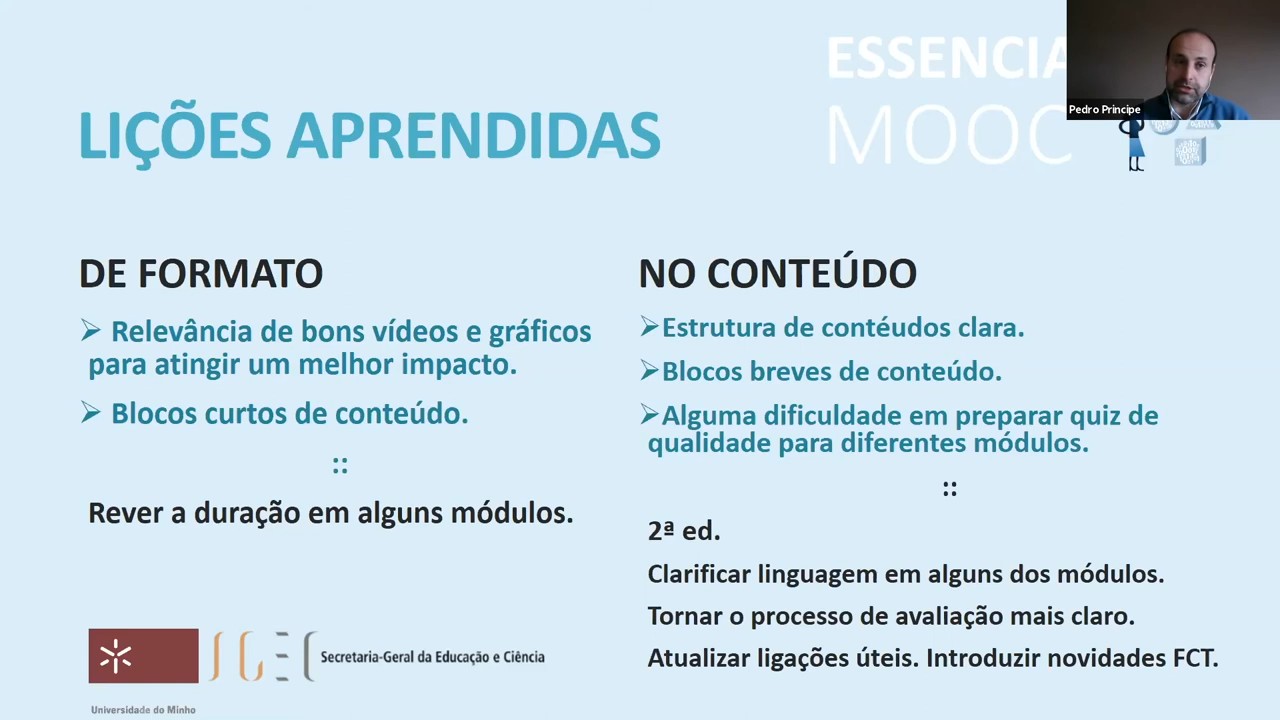 ESSENCIA
MOOC
Pedro Principe
LIÇÕES APRENDIDAS
DE FORMATO
Relevância de bons vídeos e gráficos
para atingir um melhor impacto.
Blocos curtos de conteúdo.
::
Rever a duração em alguns módulos.
NO CONTEÚDO
Estrutura de contéudos clara.
Blocos breves de conteúdo.
Alguma dificuldade em preparar quiz de
qualidade para diferentes módulos.
::
2ª ed.
Clarificar linguagem em alguns dos módulos.
Tornar o processo de avaliação mais claro.
Atualizar ligações úteis. Introduzir novidades FCT.
SGEC Secretaria-Geral da Educação e Ciência
Universidade do Minho